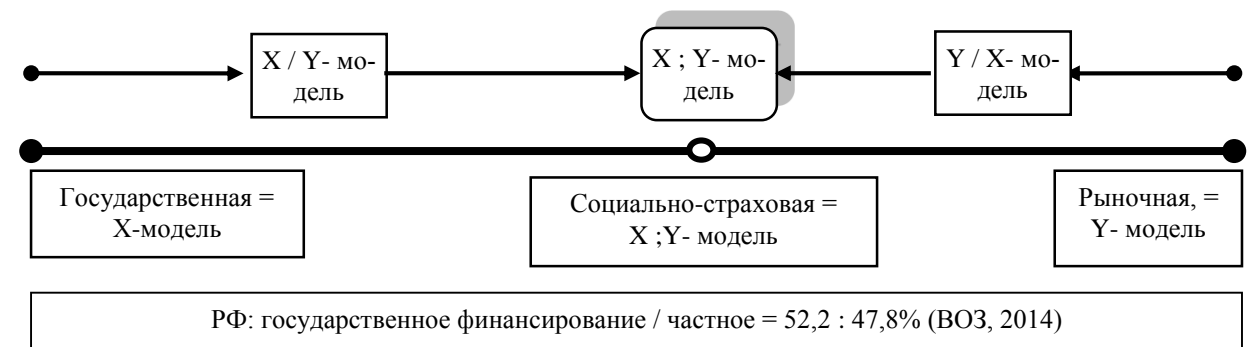 X / Y- мо-
дель
X ; Y- мо-
дель
Y / X- мо-
дель
Государственная =
X-модель
Социально-страховая =
X ;Y- модель
Рыночная, =
Y- модель
РФ: государственное финансирование / частное = 52,2 : 47,8% (ВОЗ, 2014)